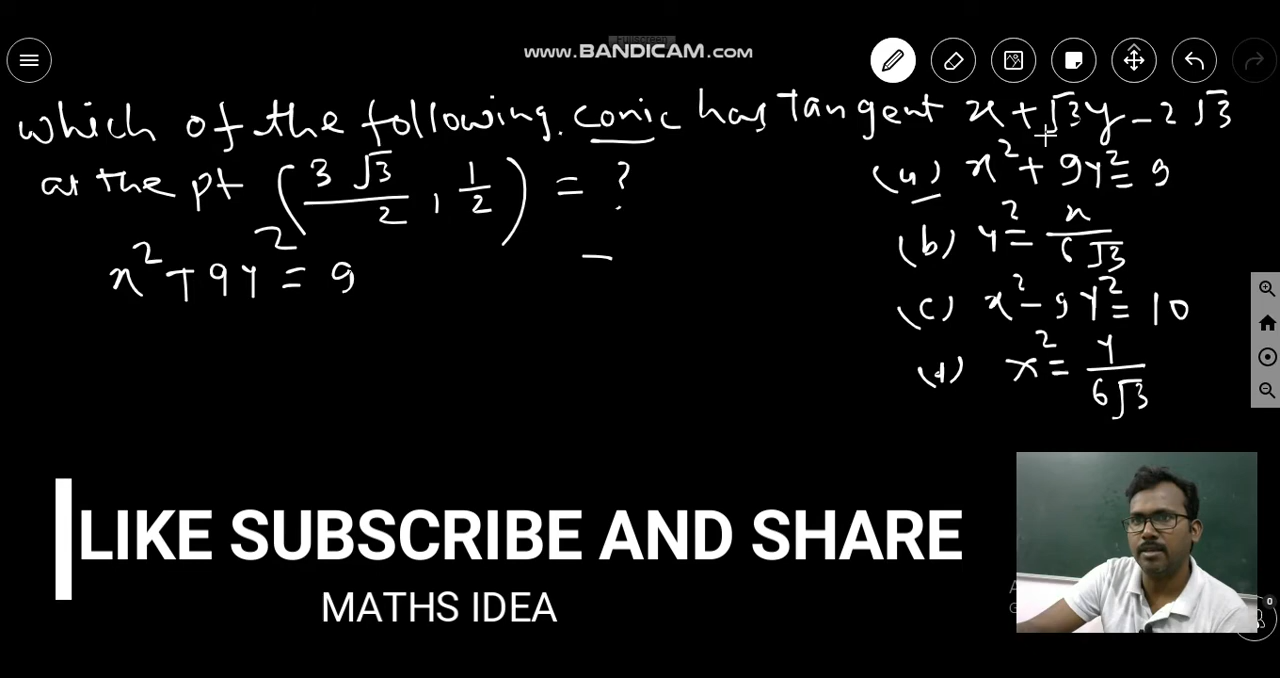 www.BANDICAM.com
which of the following. conic has Tangent x + √3y - 2√3
at the pt (3√3/2, 1/2) = ?
(a) x² + 9y² = 9
(b) y² = x/6√3
x² + 9y² = 9
(c) x² - 9y² = 10
(d) x² = y/6√3
LIKE SUBSCRIBE AND SHARE
MATHS IDEA
0